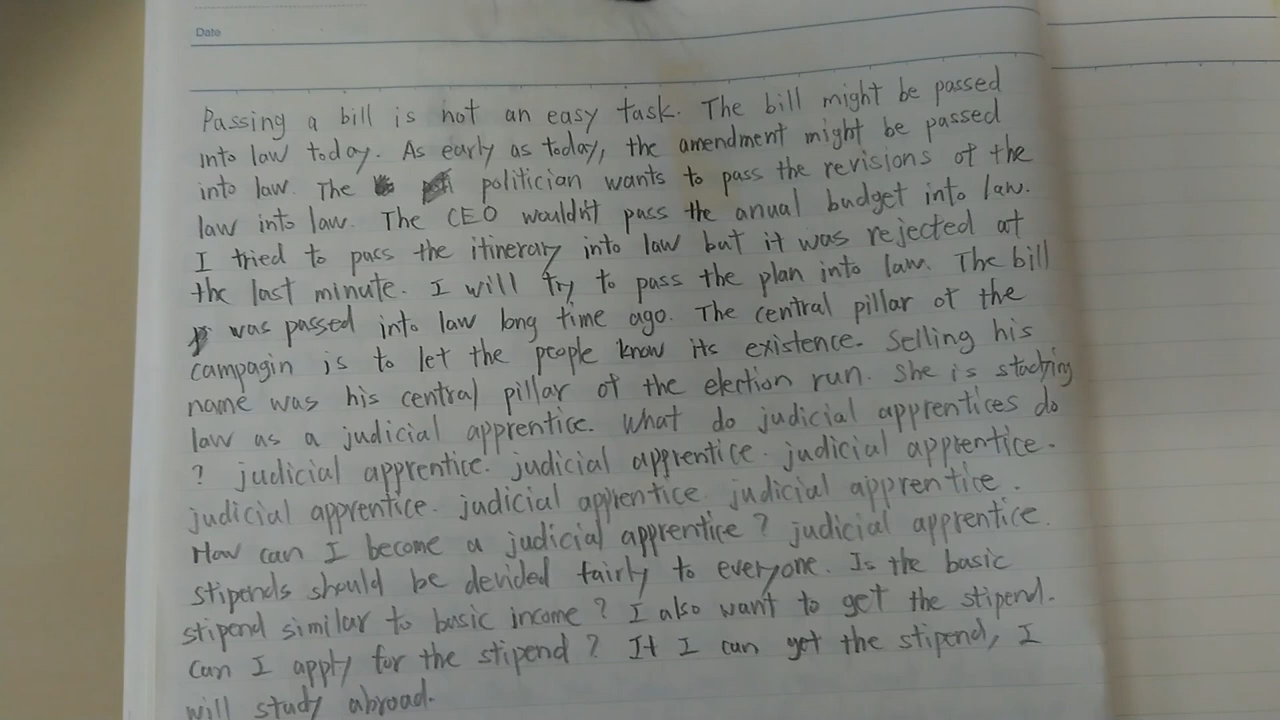 Date
Passing a bill is not an easy task. The bill might be passed
into law today. As early as today, the amendment might be passed
into law. The politician wants to pass the revisions of the
law into law. The CEO wouldn't pass the anual budget into law.
I tried to pass the itinerary into law but it was rejected at
the last minute. I will try to pass the plan into law. The bill
was passed into law long time ago. The central pillar of the
campagin is to let the people know its existence. Selling his
name was his central pillar of the election run. She is studying
law as a judicial apprentice. What do judicial apprentices do
? judicial apprentice. judicial apprentice. judicial apprentice.
judicial apprentice. judicial apprentice. judicial apprentice.
How can I become a judicial apprentice? judicial apprentice.
stipends should be devided fairly to everyone. Is the basic
stipend similar to basic income? I also want to get the stipend.
Can I apply for the stipend? If I can get the stipend, I
will study abroad.